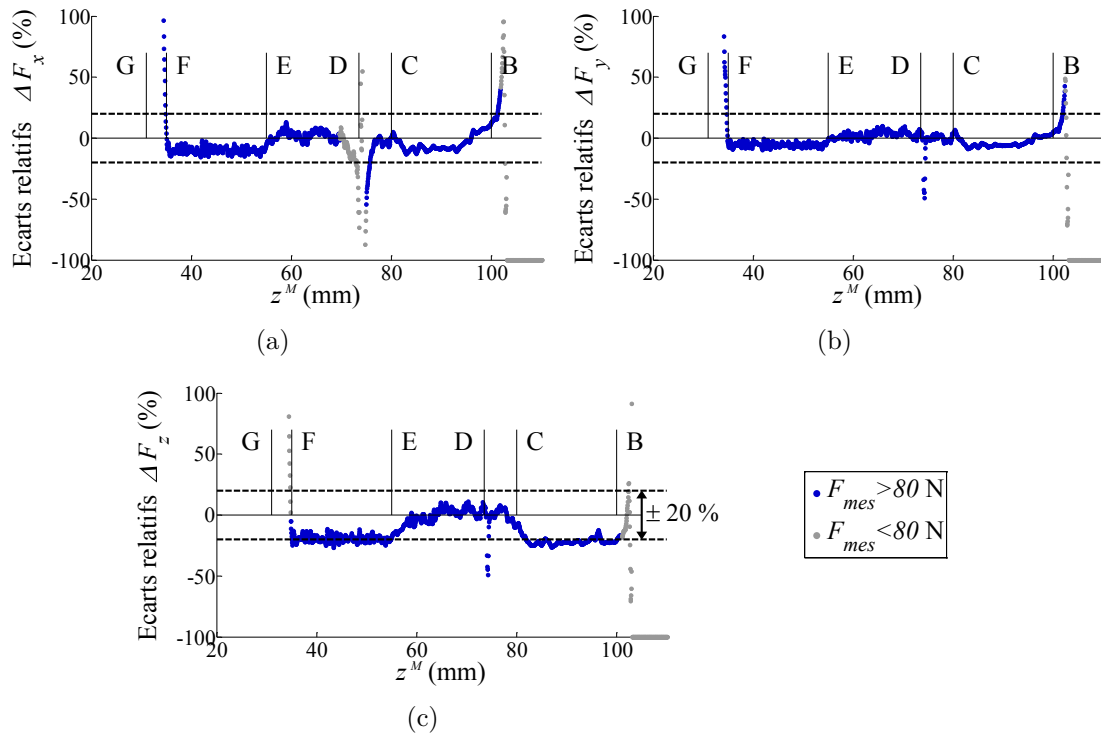 Ecarts relatifs ΔF_x (%)
100
50
0
-50
-100
G F E D C B
20 40 60 80 100
z^M (mm)
(a)
Ecarts relatifs ΔF_y (%)
100
50
0
-50
-100
G F E D C B
20 40 60 80 100
z^M (mm)
(b)
Ecarts relatifs ΔF_z (%)
100
50
0
-50
-100
G F E D C B
± 20 %
20 40 60 80 100
z^M (mm)
(c)
F_mes>80 N
F_mes<80 N